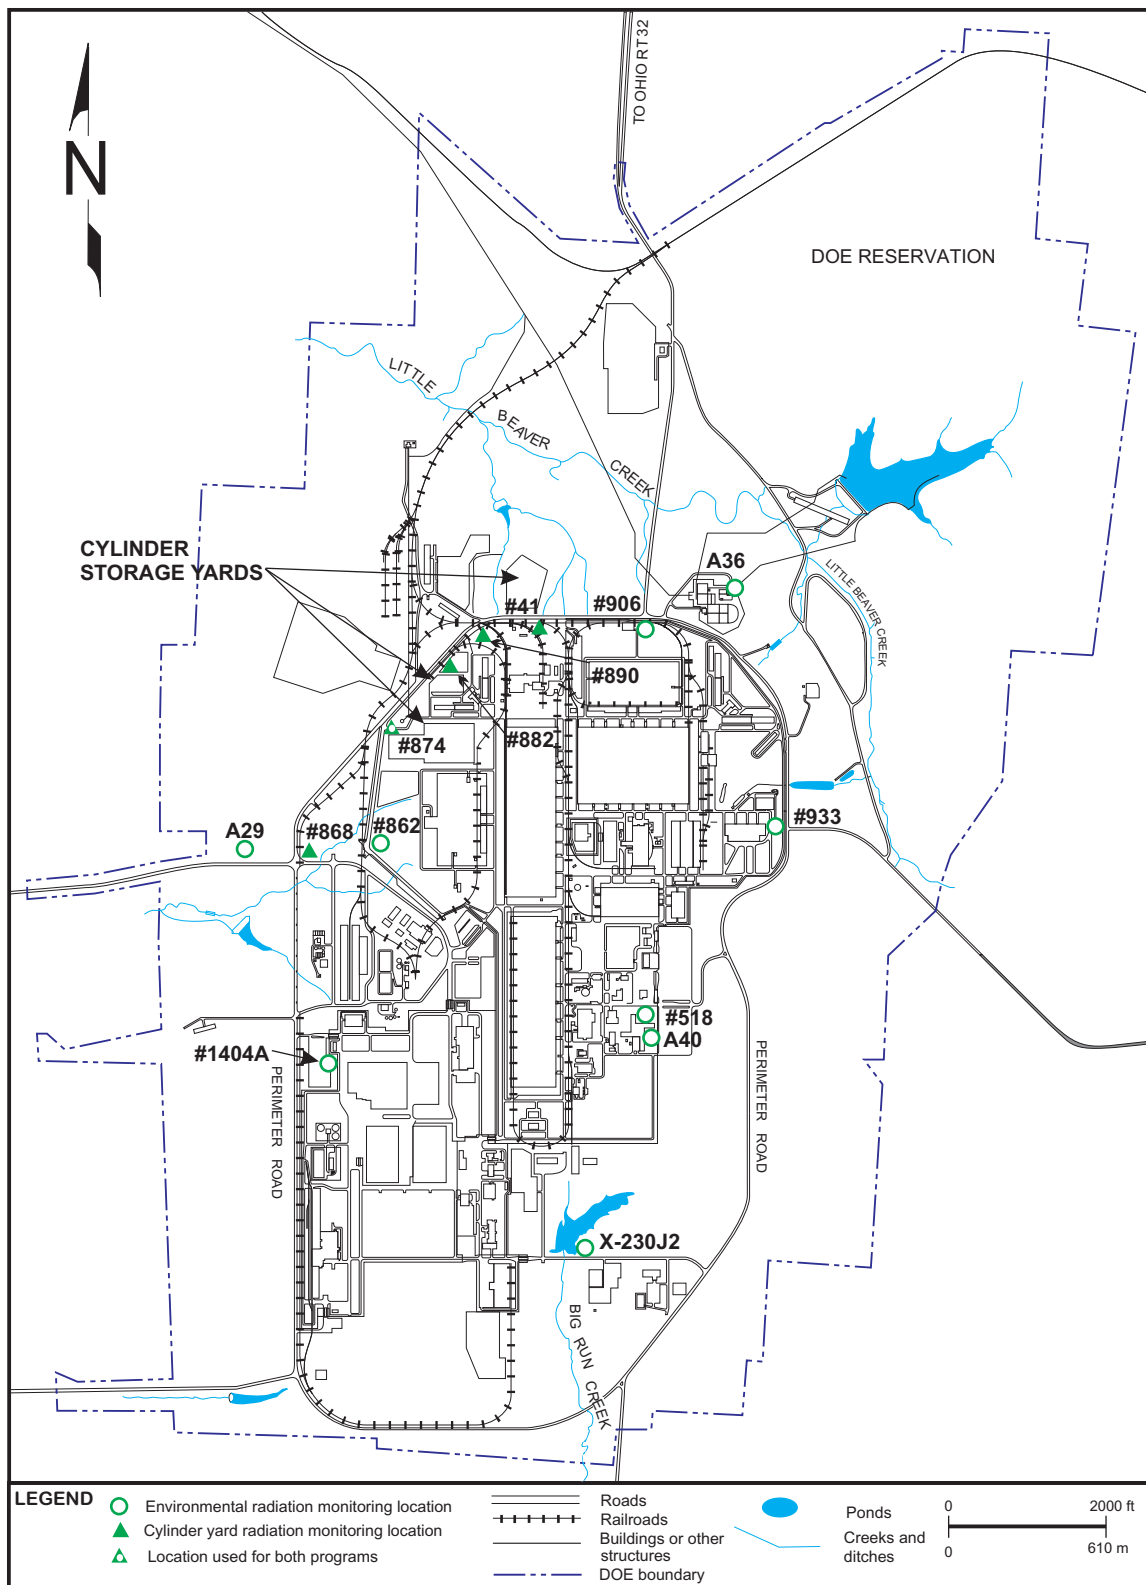 TO OHIO RT32
N
DOE RESERVATION
LITTLE
BEAVER
CREEK
CYLINDER
STORAGE YARDS
A36
LITTLE BEAVER CREEK
#41
#906
#890
#882
#874
#933
A29
#868
#862
#518
A40
#1404A
PERIMETER ROAD
PERIMETER ROAD
X-230J2
BIG RUN CREEK
LEGEND
Environmental radiation monitoring location
Cylinder yard radiation monitoring location
Location used for both programs
Roads
Railroads
Buildings or other
structures
DOE boundary
Ponds
Creeks and
ditches
0 2000 ft
0 610 m